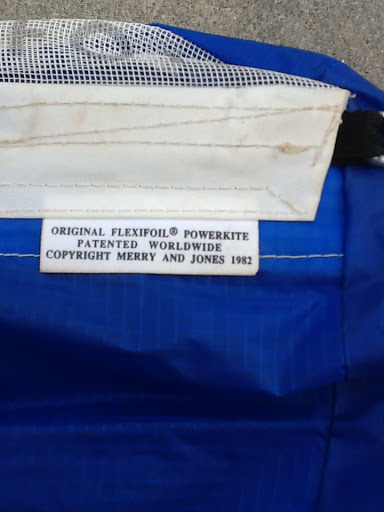 ORIGINAL FLEXIFOIL® POWERKITE
PATENTED WORLDWIDE
COPYRIGHT MERRY AND JONES 1982